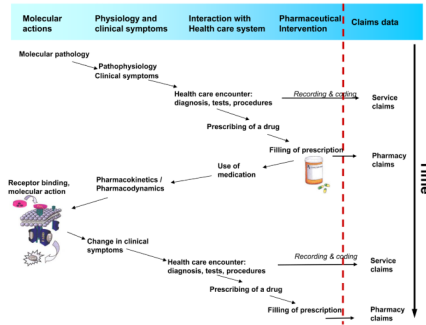 Molecular
actions
Physiology and
clinical symptoms
Interaction with
Health care system
Pharmaceutical
Intervention
Claims data
Molecular pathology
Pathophysiology
Clinical symptoms
Health care encounter:
diagnosis, tests, procedures
Recording & coding
Service
claims
Prescribing of a drug
Filling of prescription
Pharmacy
claims
Use of
medication
Pharmacokinetics /
Pharmacodynamics
Receptor binding,
molecular action
Time
Change in clinical
symptoms
Health care encounter:
diagnosis, tests, procedures
Recording & coding
Service
claims
Prescribing of a drug
Filling of prescription
Pharmacy
claims